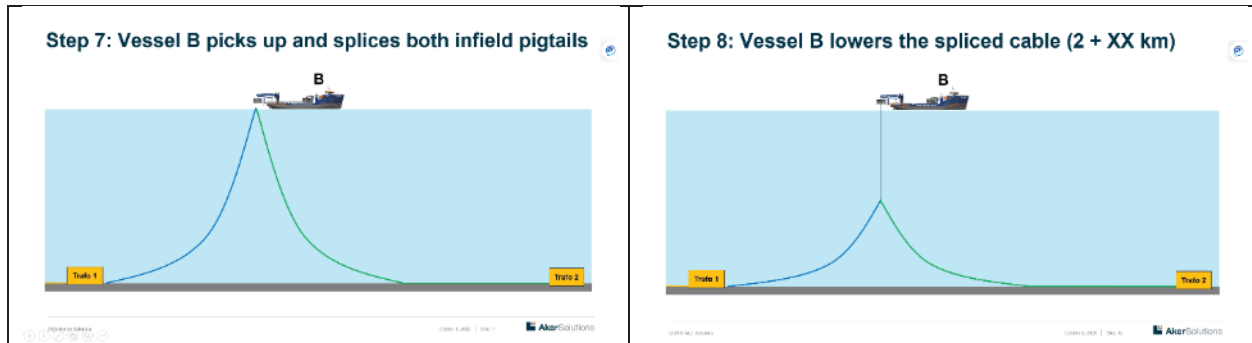 Step 7: Vessel B picks up and splices both infield pigtails
B
Trafo 1
Trafo 2
AkerSolutions
Step 8: Vessel B lowers the spliced cable (2 + XX km)
B
Trafo 1
Trafo 2
AkerSolutions